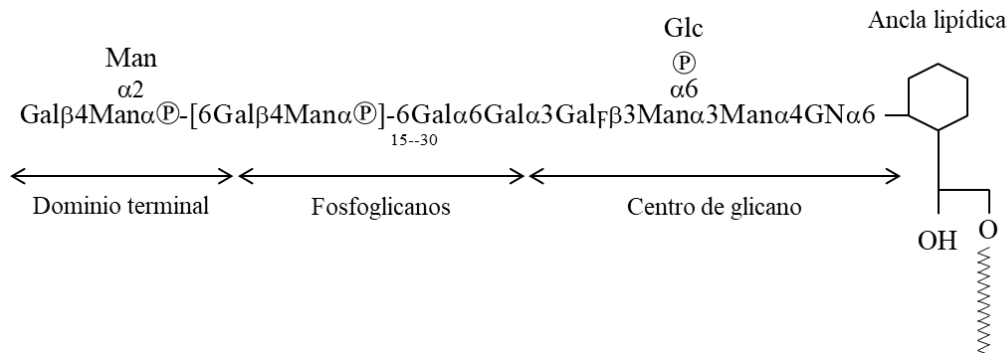 Ancla lipídica
Glc
Ⓟ
α6
Man
α2
Galβ4ManαⓅ-[6Galβ4ManαⓅ]-6Galα6Galα3GalFβ3Manα3Manα4GNα6
15--30
Dominio terminal
Fosfoglicanos
Centro de glicano
OH
O